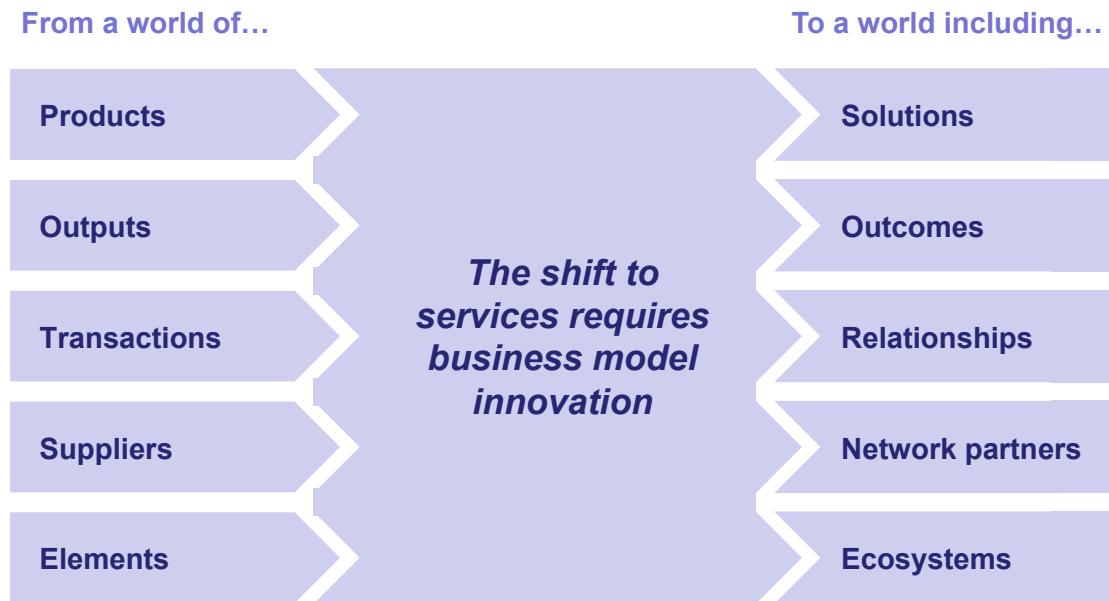 From a world of…
To a world including…
Products
Solutions
Outputs
Outcomes
The shift to
services requires
business model
innovation
Transactions
Relationships
Suppliers
Network partners
Elements
Ecosystems